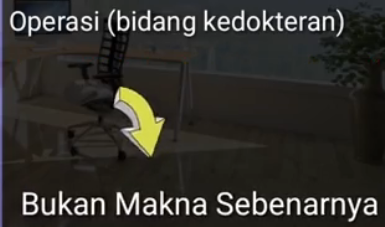 Operasi (bidang kedokteran)
Bukan Makna Sebenarnya